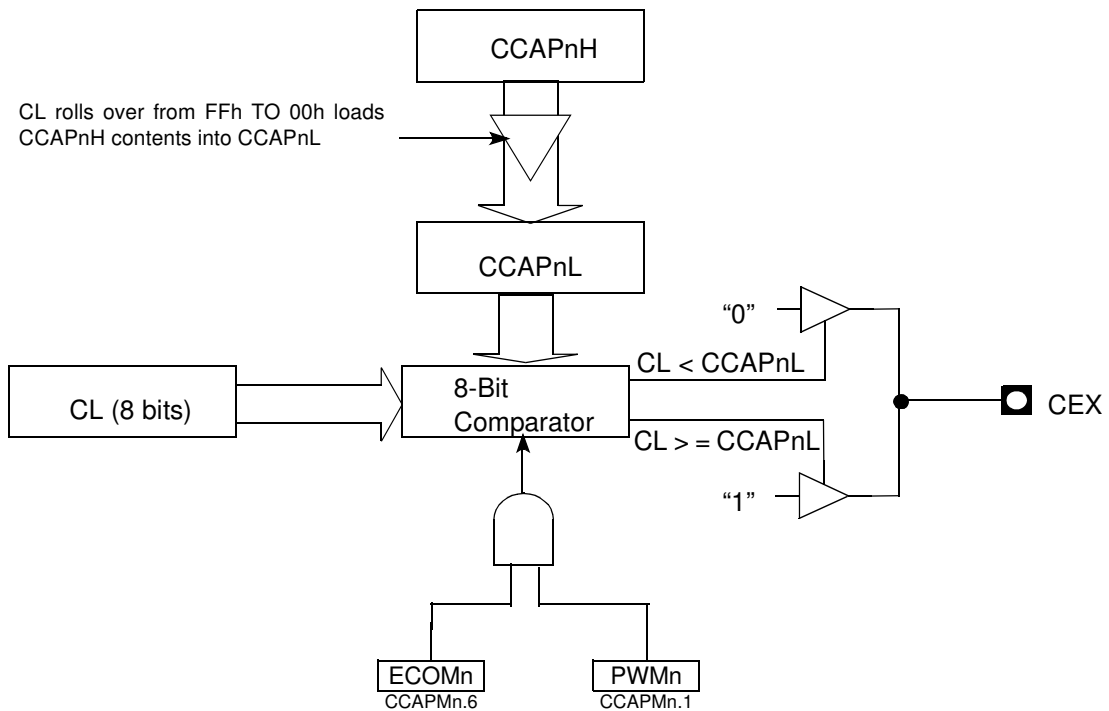 CCAPnH
CL rolls over from FFh TO 00h loads
CCAPnH contents into CCAPnL
CCAPnL
“0”
CL < CCAPnL
CL (8 bits)
8-Bit
Comparator
CEX
CL > = CCAPnL
“1”
ECOMn
PWMn
CCAPMn.6
CCAPMn.1